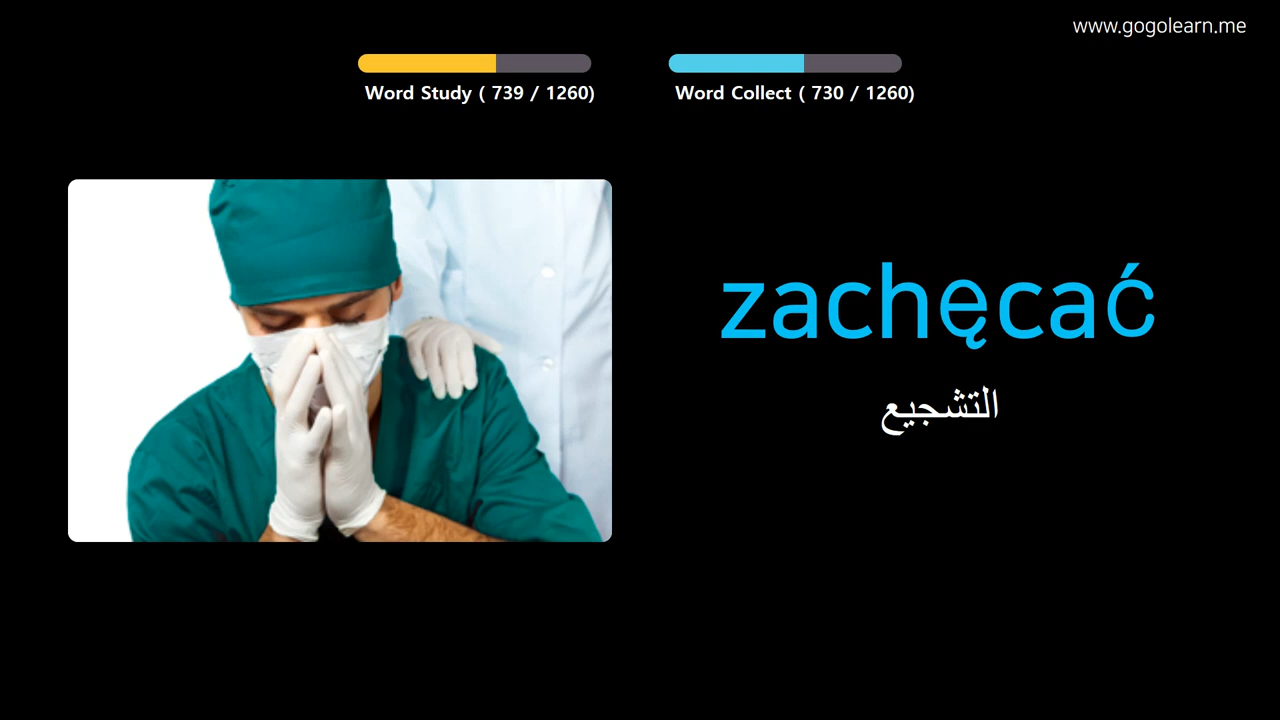 www.gogolearn.me
Word Study ( 739 / 1260)
Word Collect ( 730 / 1260)
zachęcać
التشجيع